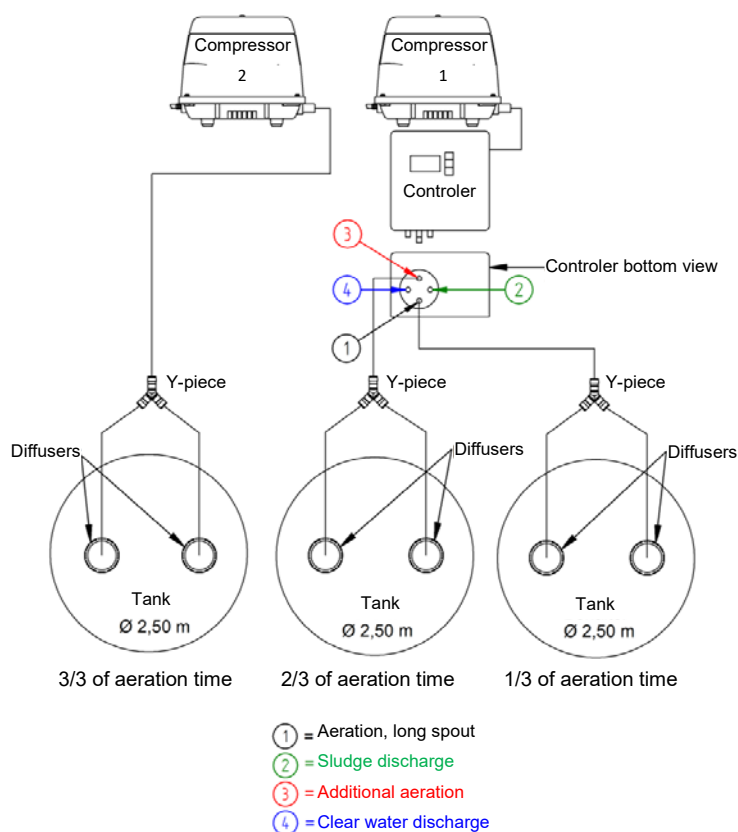 Compressor
2
Compressor
1
Controler
3
4
2
1
Controler bottom view
Y-piece
Y-piece
Y-piece
Diffusers
Diffusers
Diffusers
Tank
Ø 2,50 m
Tank
Ø 2,50 m
Tank
Ø 2,50 m
3/3 of aeration time
2/3 of aeration time
1/3 of aeration time
1 = Aeration, long spout
2 = Sludge discharge
3 = Additional aeration
4 = Clear water discharge